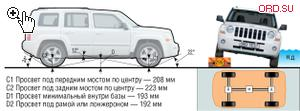 ORD.SU
C1 Просвет под передним мостом по центру — 208 мм
C2 Просвет под задним мостом по центру — 223 мм
D1 Просвет минимальный внутри базы — 193 мм
D2 Просвет под рамой или лонжероном — 192 мм